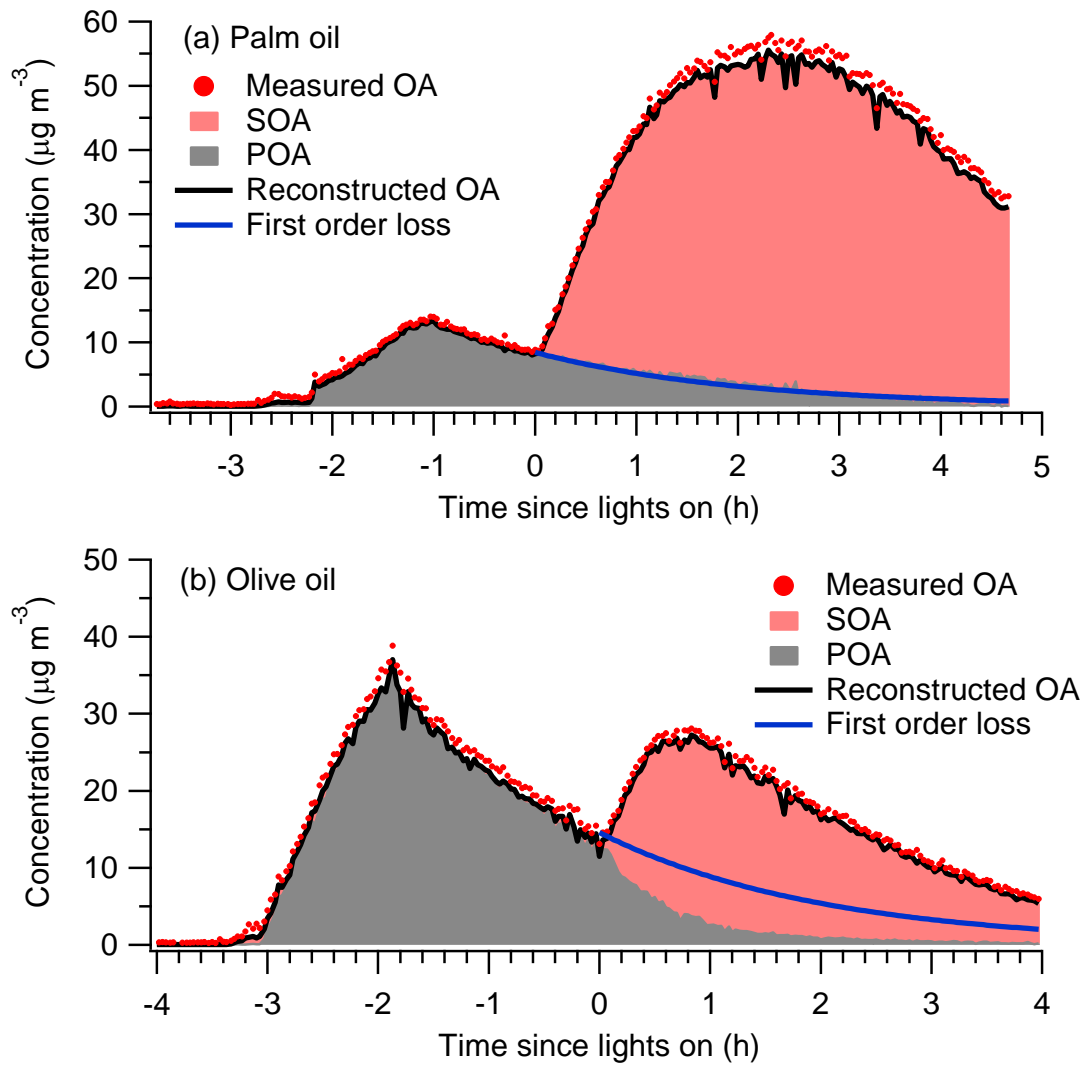 (a) Palm oil
Measured OA
SOA
POA
Reconstructed OA
First order loss
Concentration (µg m⁻³)
60
50
40
30
20
10
0
-3 -2 -1 0 1 2 3 4 5
Time since lights on (h)
(b) Olive oil
Measured OA
SOA
POA
Reconstructed OA
First order loss
Concentration (µg m⁻³)
50
40
30
20
10
0
-4 -3 -2 -1 0 1 2 3 4
Time since lights on (h)